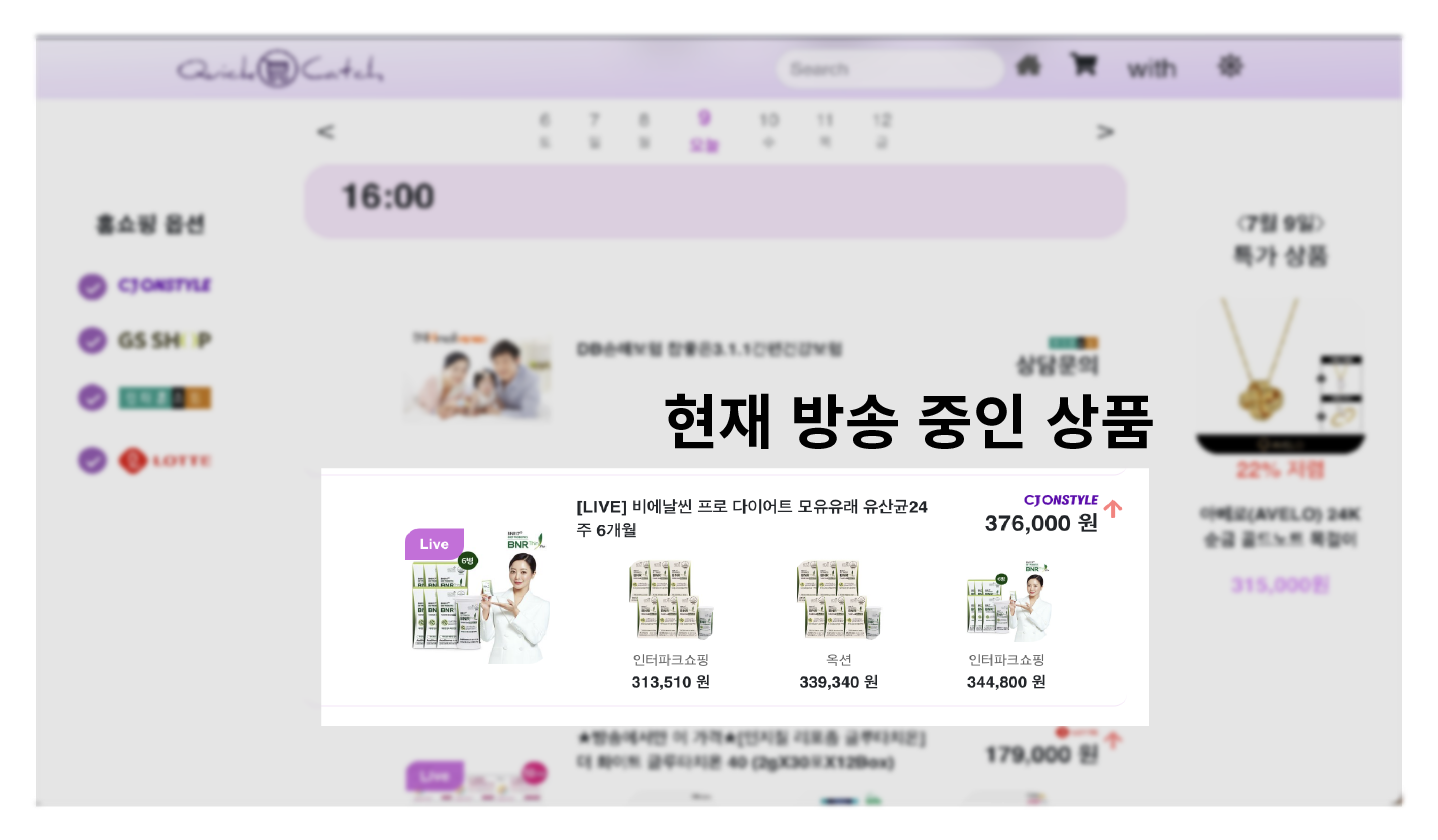 Quick Catch
Search
with
<
6 7 8 9 10 11 12
토 일 월 오늘 수 목 금
>
16:00
홈쇼핑 옵션
CJ ONSTYLE
GS SH P
LOTTE
<7월 9일>
특가 상품
22% 저렴
아베로(AVELO) 24K
순금 골드노트 목걸이
315,000원
DB손해보험 참좋은3.1.1간편건강보험
상담문의
현재 방송 중인 상품
Live
BNR
6병
[LIVE] 비에날씬 프로 다이어트 모유유래 유산균24
주 6개월
CJ ONSTYLE
376,000 원
인터파크쇼핑
313,510 원
옥션
339,340 원
인터파크쇼핑
344,800 원
Live
★방송에서만 이 가격★[인지질 리포좀 글루타치온]
더 화이트 글루타치온 40 (2gX30포X12Box)
179,000 원